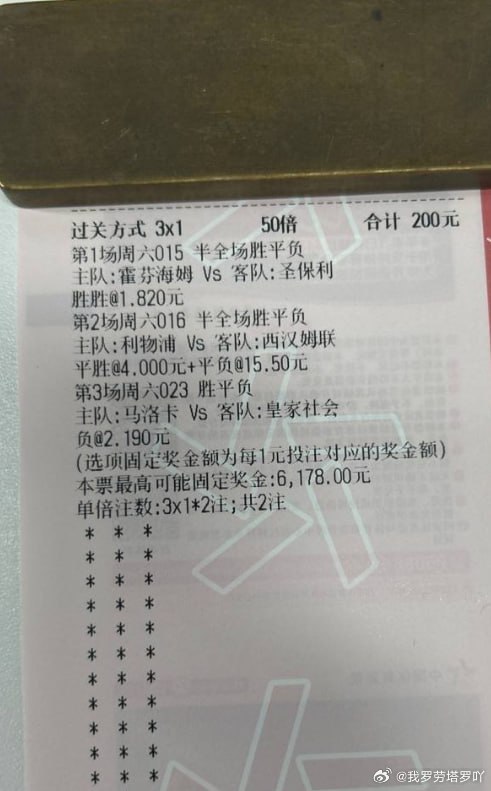 过关方式 3x1 50倍 合计 200元
第1场周六015 半全场胜平负
主队:霍芬海姆 Vs 客队:圣保利
胜胜@1.820元
第2场周六016 半全场胜平负
主队:利物浦 Vs 客队:西汉姆联
平胜@4.000元+平负@15.50元
第3场周六023 胜平负
主队:马洛卡 Vs 客队:皇家社会
负@2.190元
(选项固定奖金额为每1元投注对应的奖金额)
本票最高可能固定奖金:6,178.00元
单倍注数:3x1*2注;共2注
* * *
* * *
* * *
* * *
* * *
* * *
* * *
* * *
* * *
* * *
* * *
@我罗劳塔罗吖